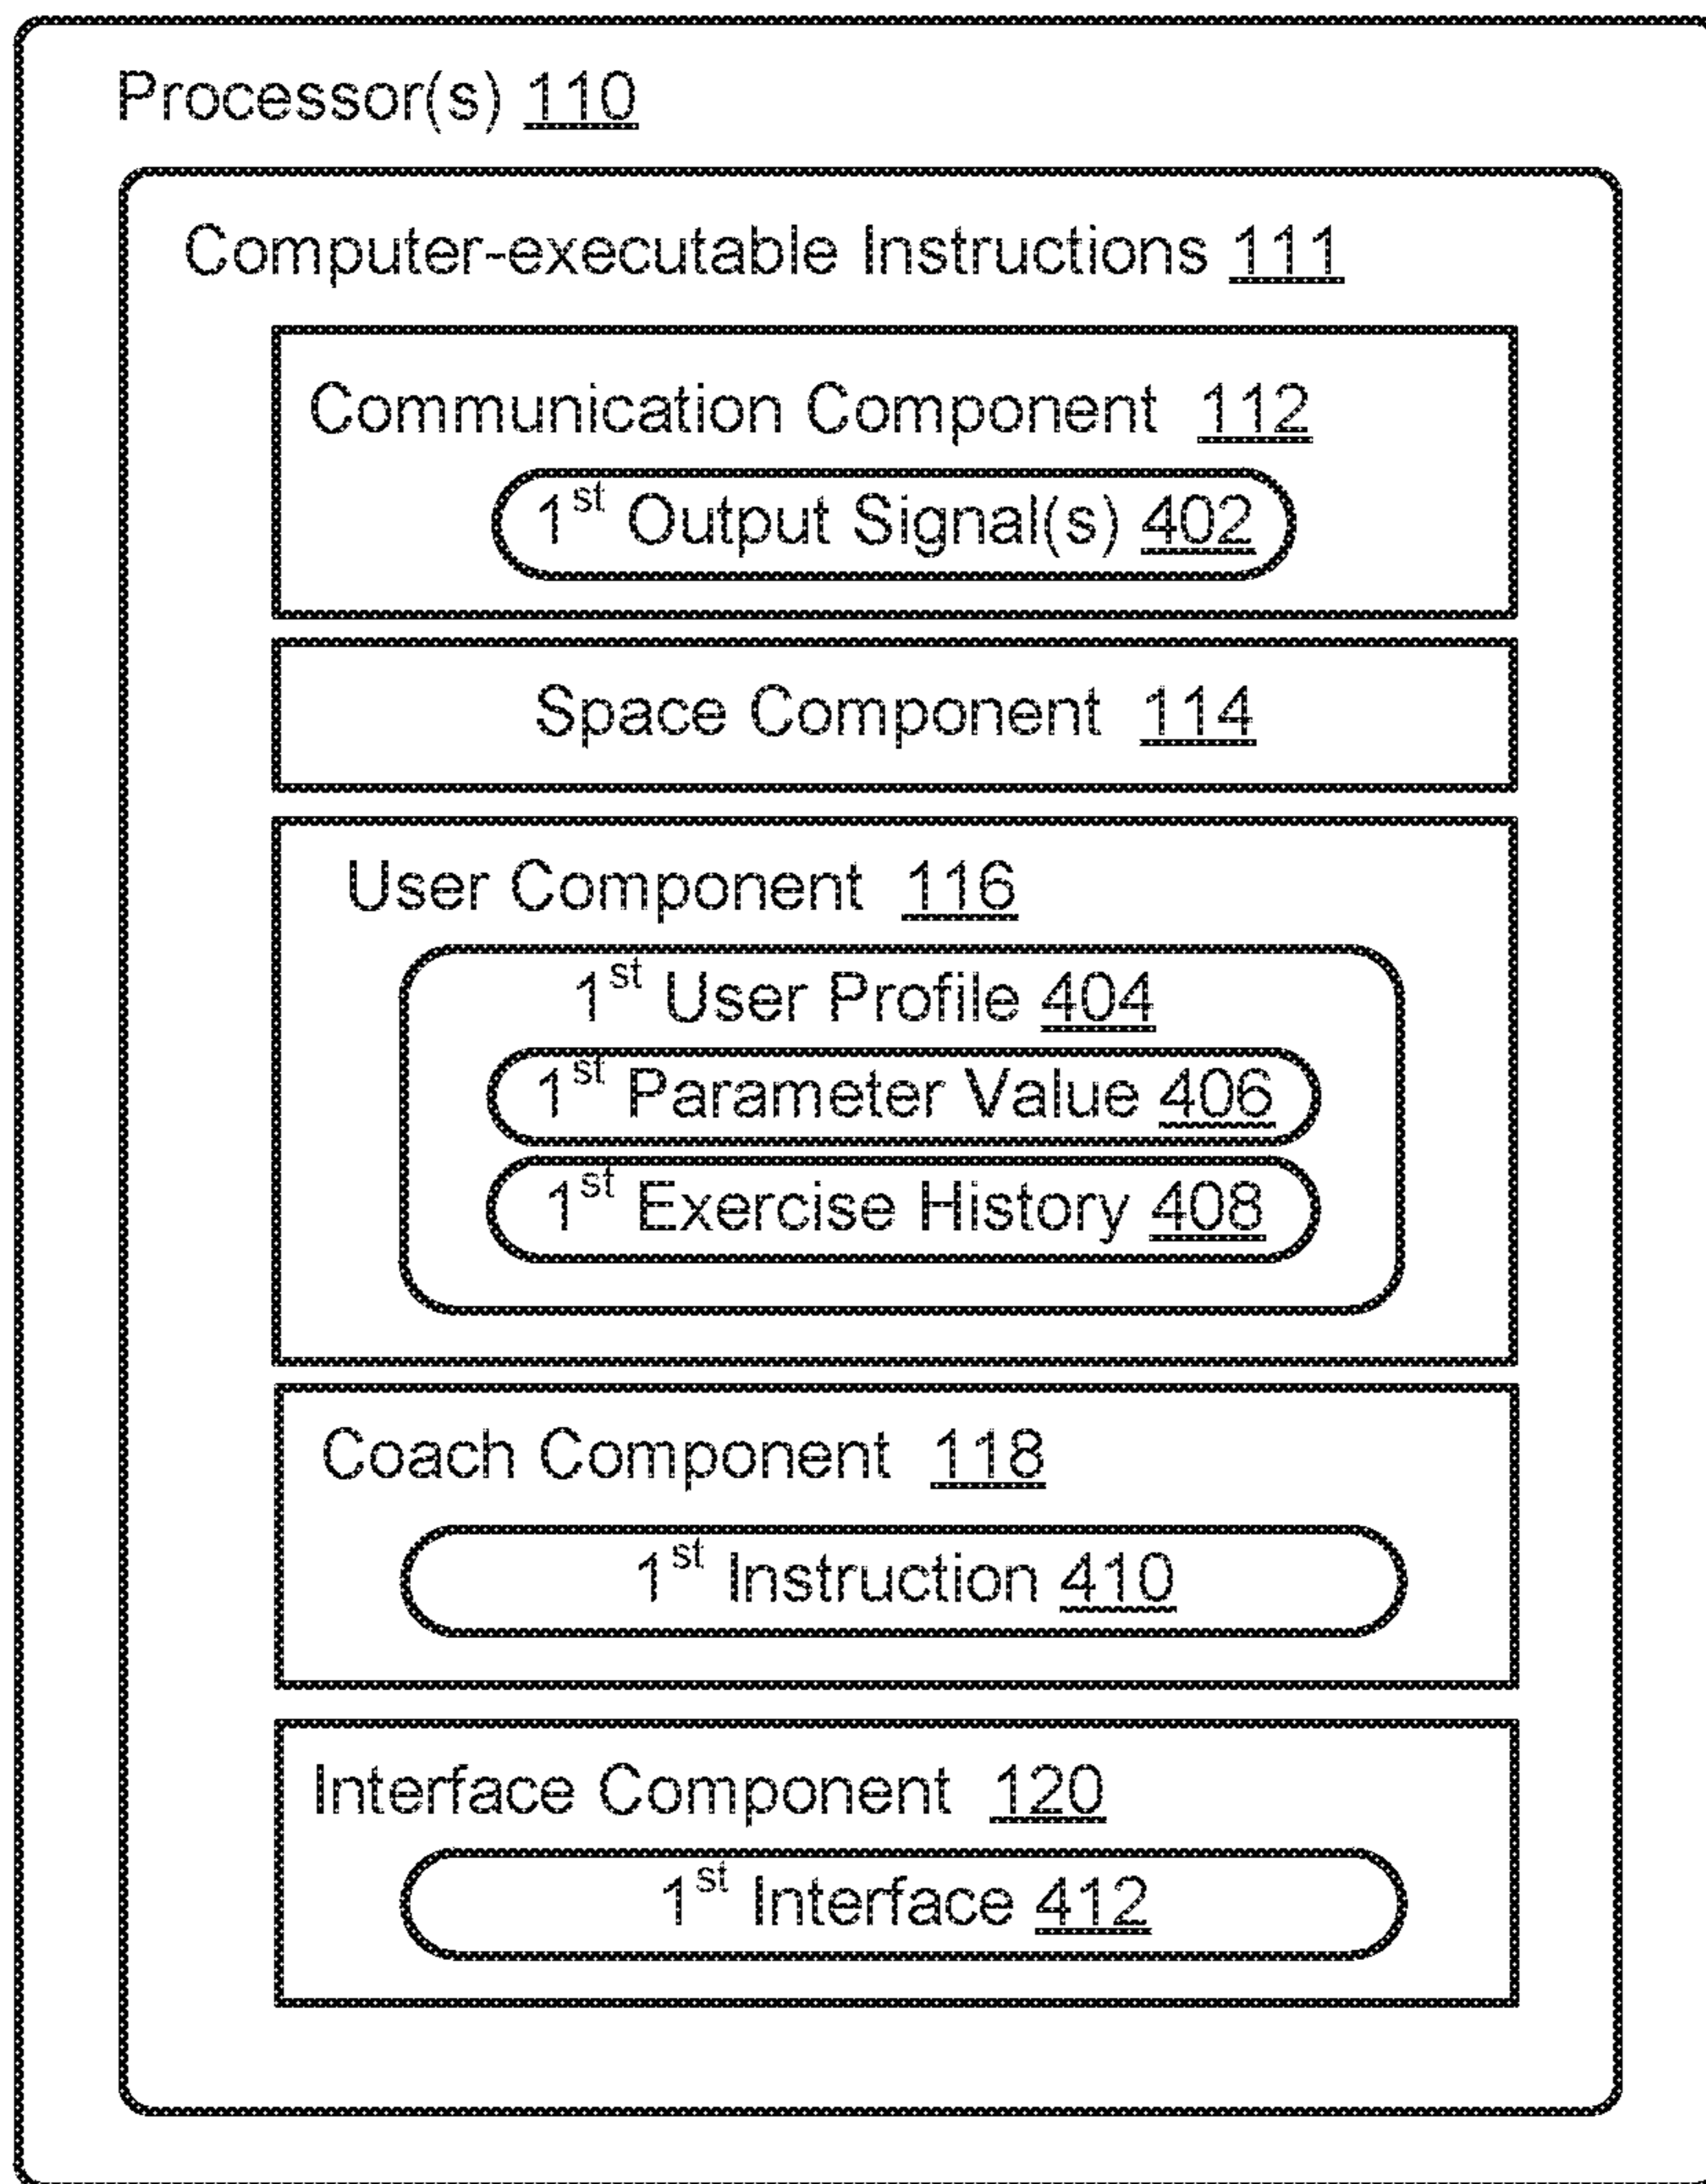 Processor(s) 110
Computer-executable Instructions 111
Communication Component 112
1st Output Signal(s) 402
Space Component 114
User Component 116
1st User Profile 404
1st Parameter Value 406
1st Exercise History 408
Coach Component 118
1st Instruction 410
Interface Component 120
1st Interface 412